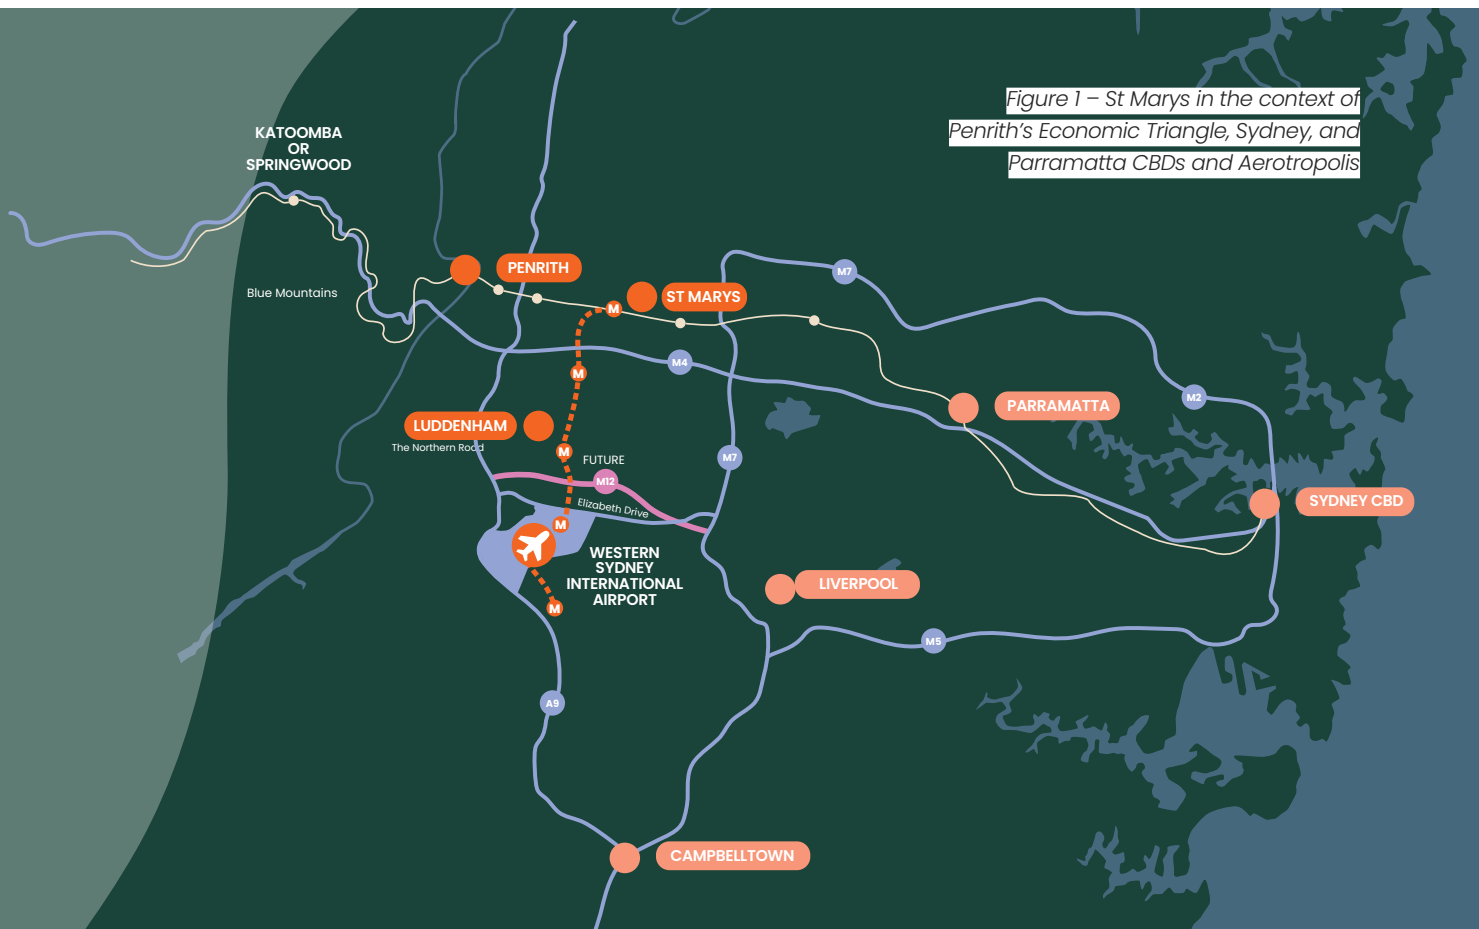 Figure 1 – St Marys in the context of
Penrith’s Economic Triangle, Sydney, and
Parramatta CBDs and Aerotropolis
KATOOMBA
OR
SPRINGWOOD
Blue Mountains
PENRITH
ST MARYS
M
M7
M4
M
M2
PARRAMATTA
LUDDENHAM
The Northern Road
M
M7
FUTURE
M12
Elizabeth Drive
SYDNEY CBD
M
WESTERN
SYDNEY
INTERNATIONAL
AIRPORT
LIVERPOOL
M
M5
A9
CAMPBELLTOWN